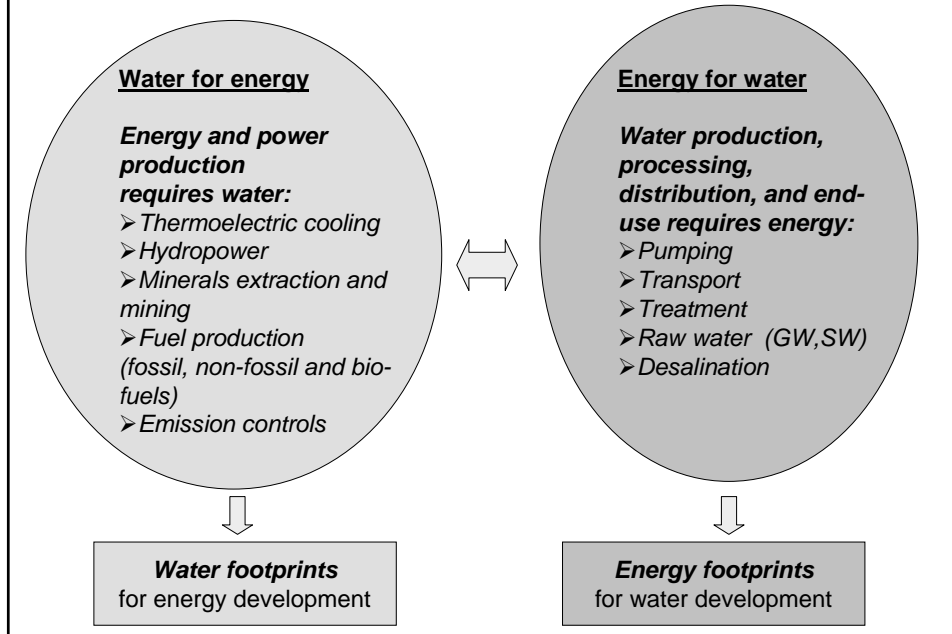 Water for energy
Energy and power
production
requires water:
➢Thermoelectric cooling
➢Hydropower
➢Minerals extraction and
mining
➢Fuel production
(fossil, non-fossil and bio-
fuels)
➢Emission controls
Energy for water
Water production,
processing,
distribution, and end-
use requires energy:
➢Pumping
➢Transport
➢Treatment
➢Raw water (GW,SW)
➢Desalination
Water footprints
for energy development
Energy footprints
for water development